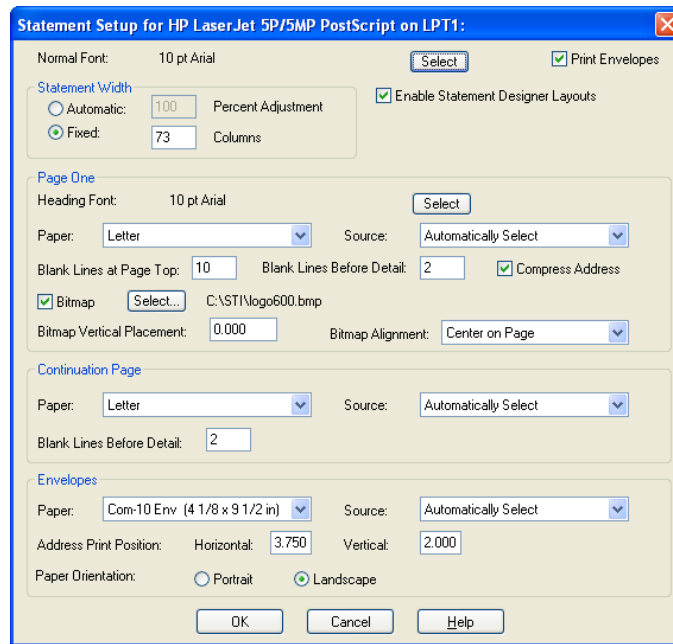 Statement Setup for HP LaserJet 5P/5MP PostScript on LPT1:
Normal Font: 10 pt Arial Select Print Envelopes
Statement Width
Automatic: 100 Percent Adjustment Enable Statement Designer Layouts
Fixed: 73 Columns
Page One
Heading Font: 10 pt Arial Select
Paper: Letter Source: Automatically Select
Blank Lines at Page Top: 10 Blank Lines Before Detail: 2 Compress Address
Bitmap Select... C:\STI\logo600.bmp
Bitmap Vertical Placement: 0.000 Bitmap Alignment: Center on Page
Continuation Page
Paper: Letter Source: Automatically Select
Blank Lines Before Detail: 2
Envelopes
Paper: Com-10 Env (4 1/8 x 9 1/2 in) Source: Automatically Select
Address Print Position: Horizontal: 3.750 Vertical: 2.000
Paper Orientation: Portrait Landscape
OK Cancel Help